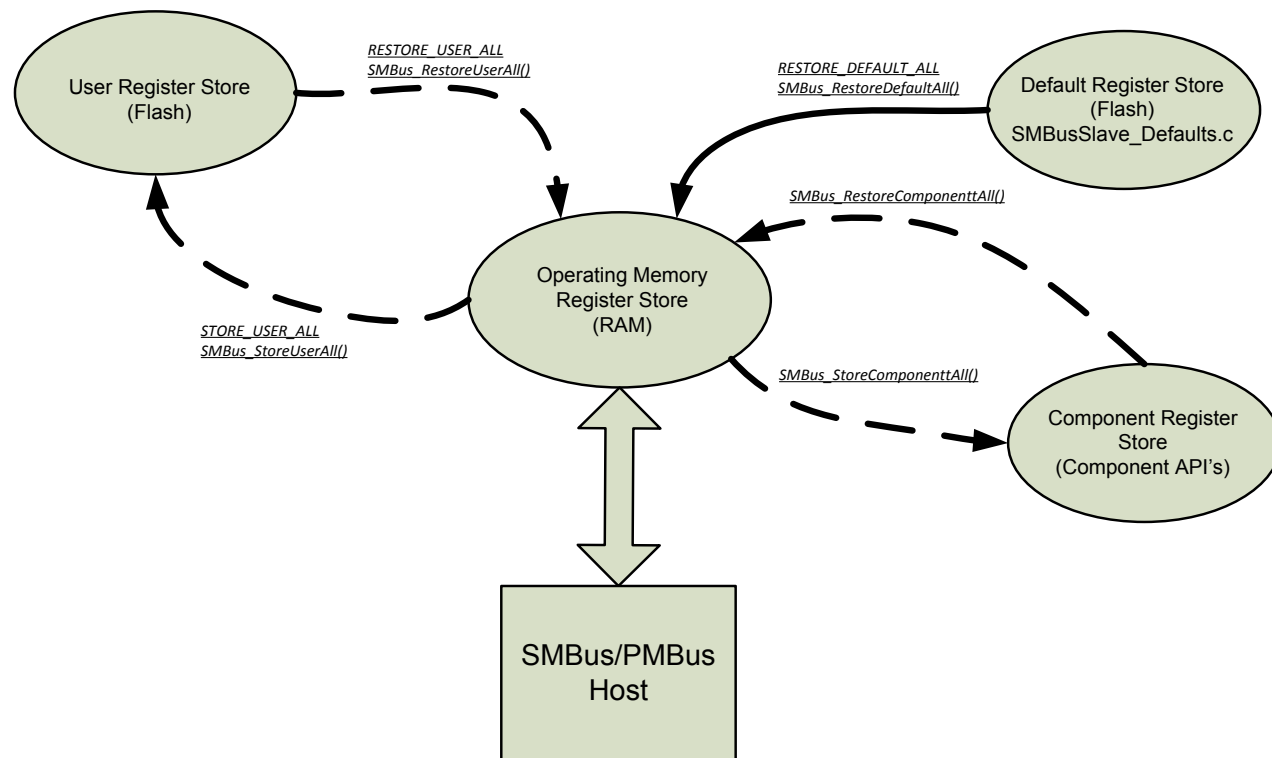 User Register Store
(Flash)
RESTORE_USER_ALL
SMBus_RestoreUserAll()
RESTORE_DEFAULT_ALL
SMBus_RestoreDefaultAll()
Default Register Store
(Flash)
SMBusSlave_Defaults.c
SMBus_RestoreComponenttAll()
Operating Memory
Register Store
(RAM)
STORE_USER_ALL
SMBus_StoreUserAll()
SMBus_StoreComponenttAll()
Component Register
Store
(Component API's)
SMBus/PMBus
Host